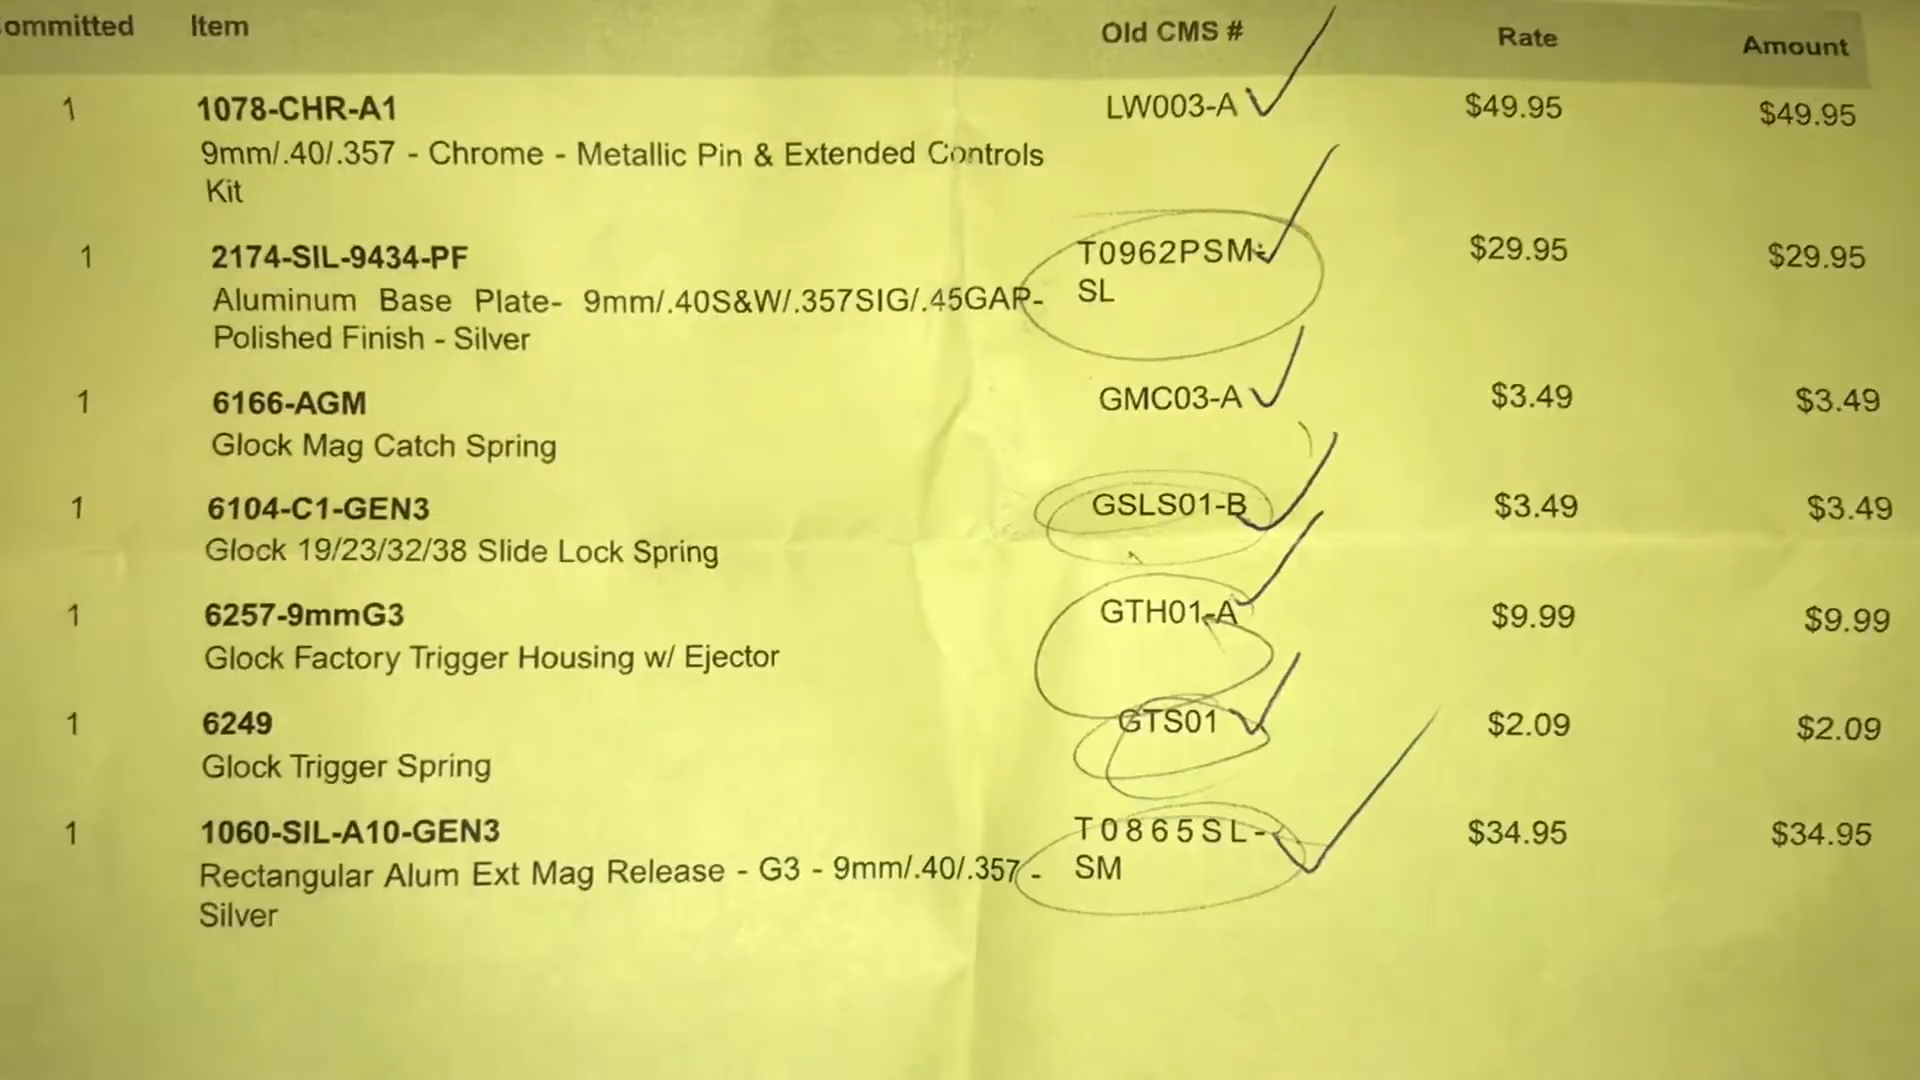 ommitted Item Old CMS # Rate Amount
1 1078-CHR-A1 LW003-A $49.95 $49.95
9mm/.40/.357 - Chrome - Metallic Pin & Extended Controls
Kit
1 2174-SIL-9434-PF T0962PSM- $29.95 $29.95
Aluminum Base Plate- 9mm/.40S&W/.357SIG/.45GAP- SL
Polished Finish - Silver
1 6166-AGM GMC03-A $3.49 $3.49
Glock Mag Catch Spring
1 6104-C1-GEN3 GSLS01-B $3.49 $3.49
Glock 19/23/32/38 Slide Lock Spring
1 6257-9mmG3 GTH01-A $9.99 $9.99
Glock Factory Trigger Housing w/ Ejector
1 6249 GTS01 $2.09 $2.09
Glock Trigger Spring
1 1060-SIL-A10-GEN3 T0865SL- $34.95 $34.95
Rectangular Alum Ext Mag Release - G3 - 9mm/.40/.357 - SM
Silver